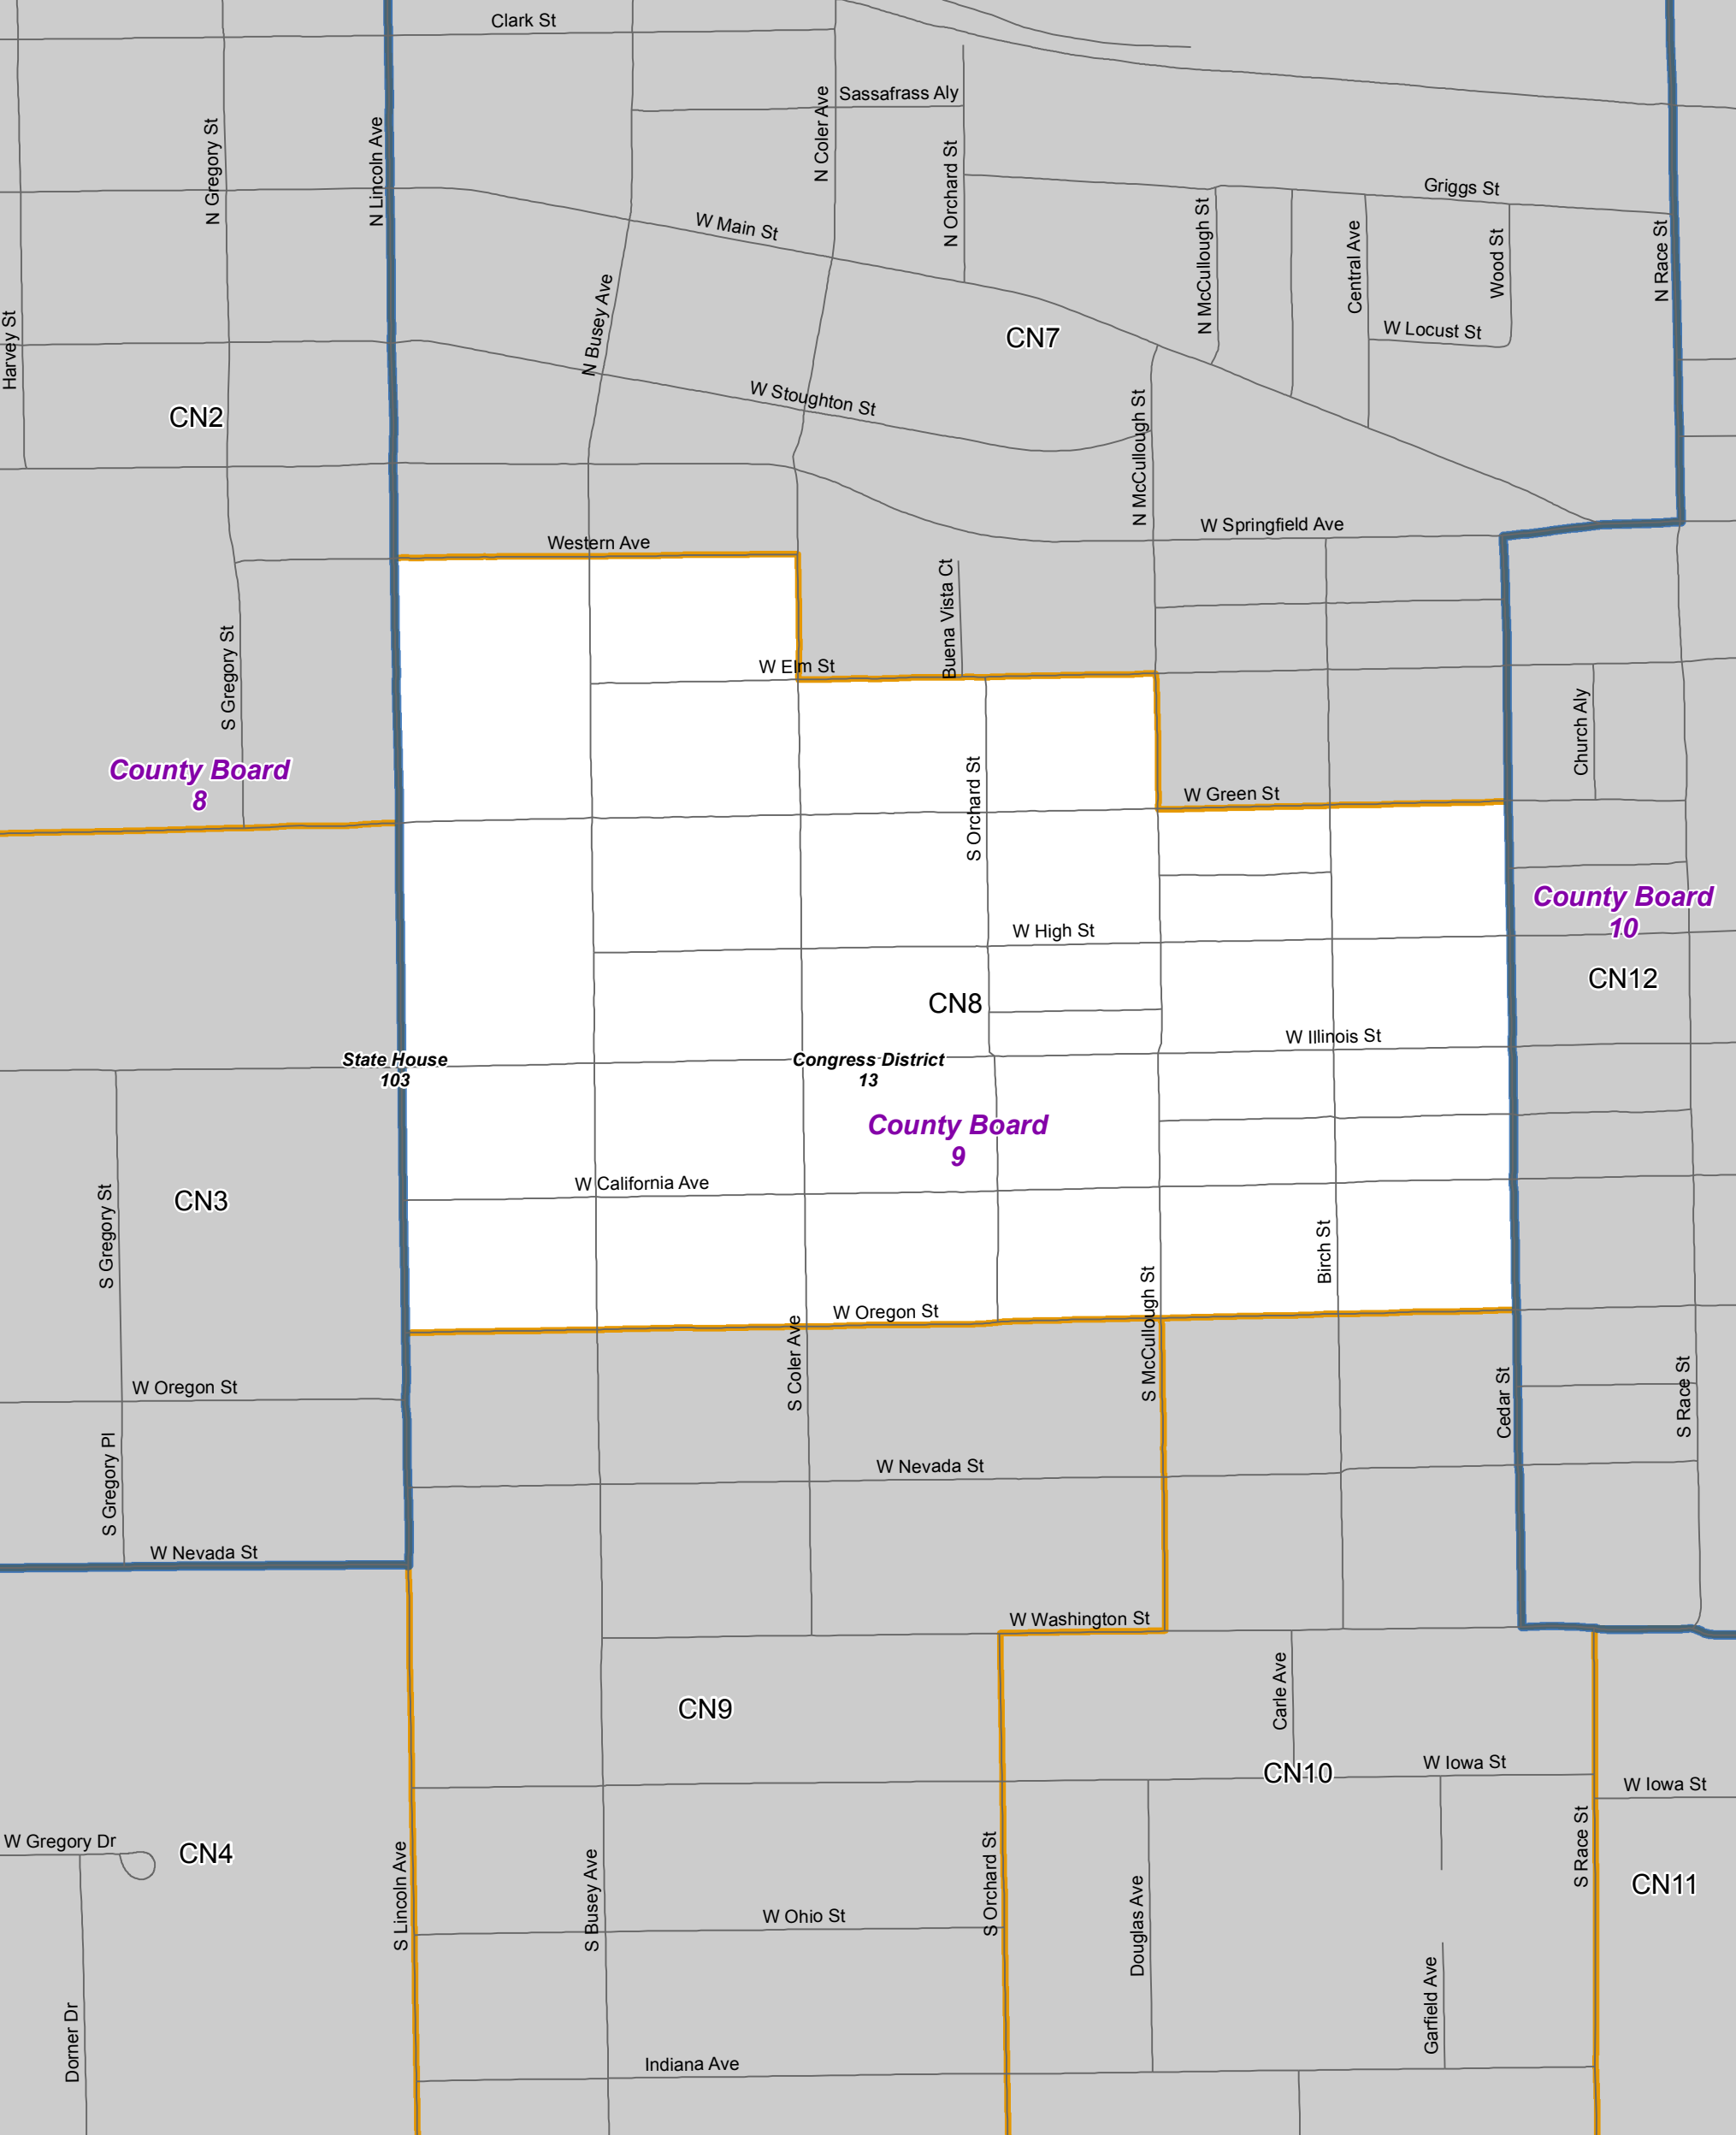 Clark St
Sassafrass Aly
N Coler Ave
N Gregory St
N Lincoln Ave
N Orchard St
Griggs St
W Main St
N McCullough St
Central Ave
Wood St
N Race St
Harvey St
N Busey Ave
CN7
W Locust St
CN2
W Stoughton St
N McCullough St
W Springfield Ave
Western Ave
Buena Vista Ct
S Gregory St
W Elm St
Church Aly
County Board
8
S Orchard St
W Green St
County Board
10
W High St
CN12
CN8
W Illinois St
State House
103
Congress District
13
County Board
9
W California Ave
CN3
S Gregory St
Birch St
W Oregon St
S McCullough St
S Coler Ave
W Oregon St
Cedar St
S Race St
S Gregory Pl
W Nevada St
W Nevada St
W Washington St
Carle Ave
CN9
CN10
W Iowa St
W Iowa St
W Gregory Dr
CN4
S Lincoln Ave
S Busey Ave
S Orchard St
S Race St
CN11
Douglas Ave
W Ohio St
Garfield Ave
Dorner Dr
Indiana Ave